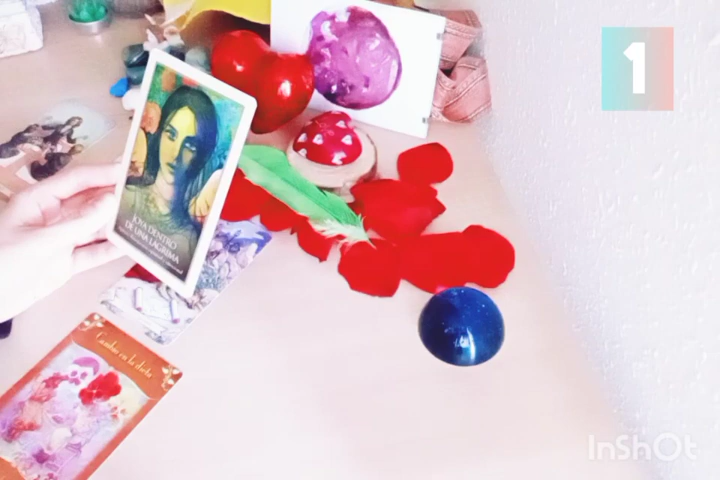 1
JOYA DENTRO
DE UNA LÁGRIMA
Cambio en la dieta
InShOt